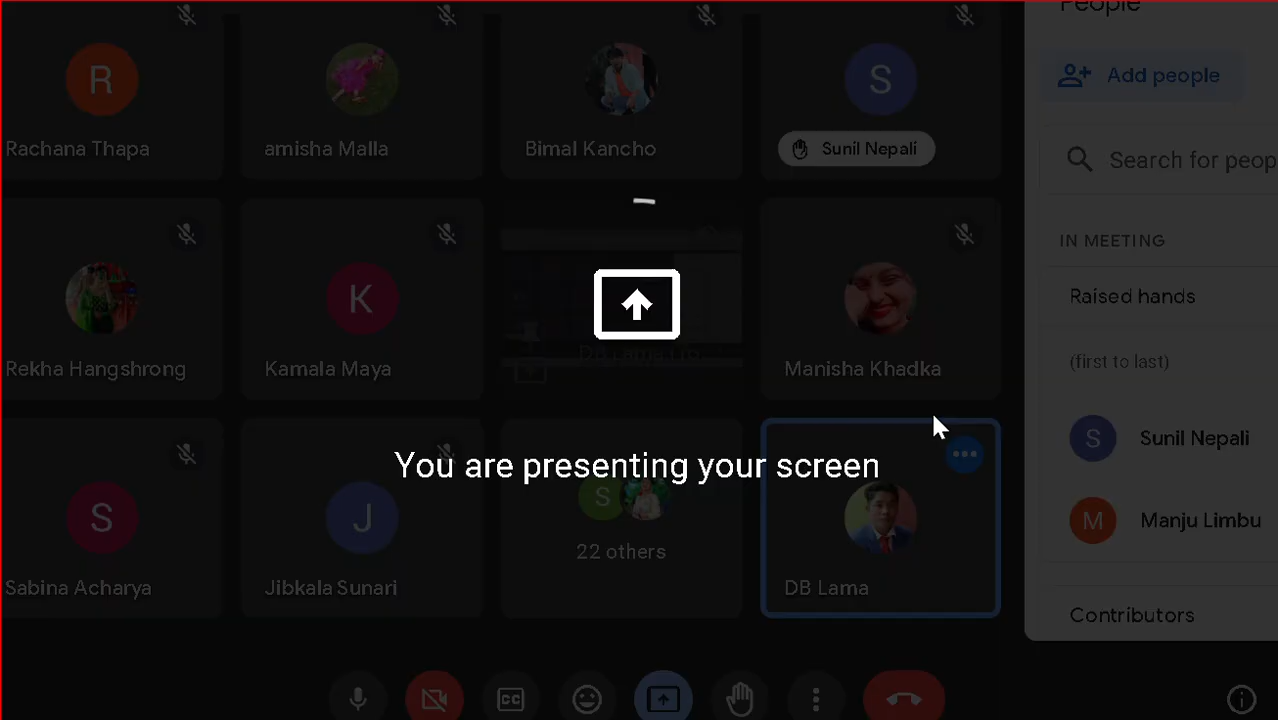 People
Add people
R
S
Rachana Thapa
amisha Malla
Bimal Kancho
Sunil Nepali
Search for peop
IN MEETING
Raised hands
K
Rekha Hangshrong
Kamala Maya
Manisha Khadka
(first to last)
S Sunil Nepali
You are presenting your screen
S
J
S
M Manju Limbu
22 others
Sabina Acharya
Jibkala Sunari
DB Lama
Contributors
CC